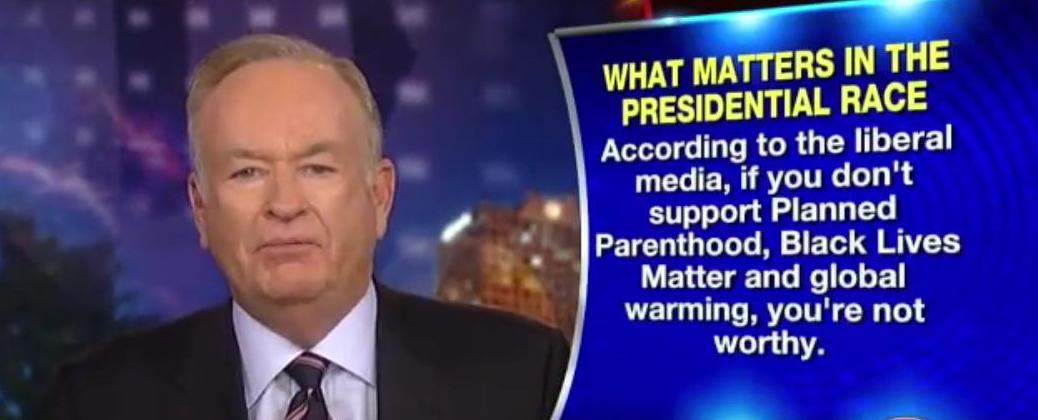 WHAT MATTERS IN THE
PRESIDENTIAL RACE
According to the liberal
media, if you don't
support Planned
Parenthood, Black Lives
Matter and global
warming, you're not
worthy.